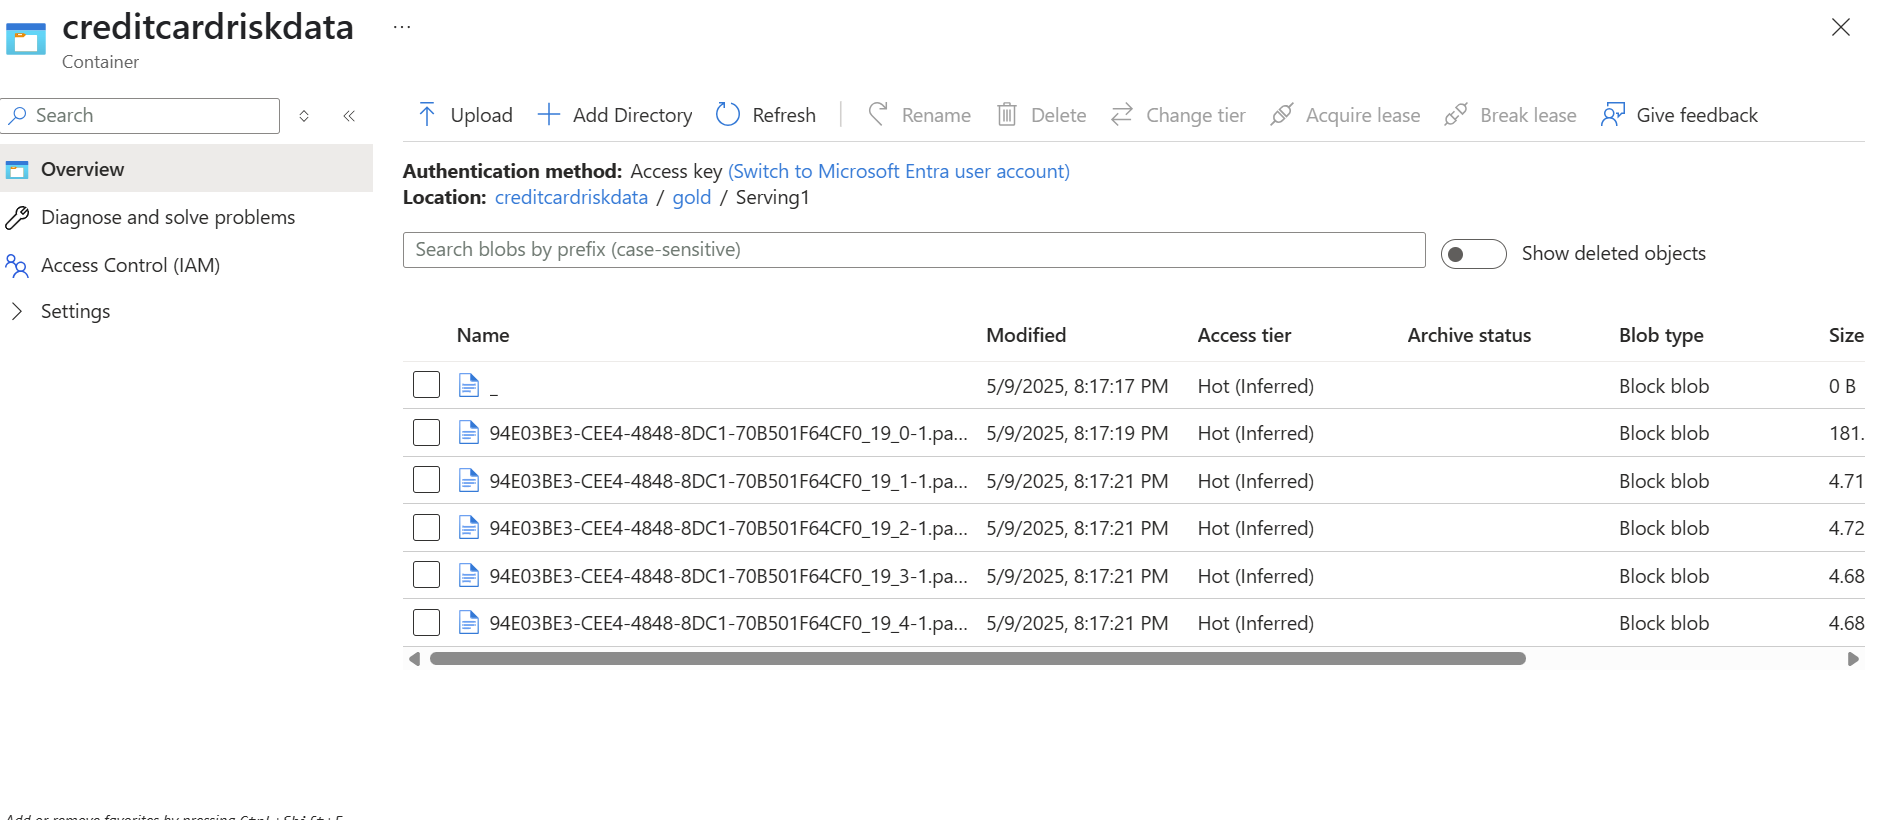 creditcardriskdata ...
Container
Search
Upload Add Directory Refresh Rename Delete Change tier Acquire lease Break lease Give feedback
Overview
Diagnose and solve problems
Access Control (IAM)
Settings
Authentication method: Access key (Switch to Microsoft Entra user account)
Location: creditcardriskdata / gold / Serving1
Search blobs by prefix (case-sensitive)
Show deleted objects
Name Modified Access tier Archive status Blob type Size
_ 5/9/2025, 8:17:17 PM Hot (Inferred) Block blob 0 B
94E03BE3-CEE4-4848-8DC1-70B501F64CF0_19_0-1.pa... 5/9/2025, 8:17:19 PM Hot (Inferred) Block blob 181.
94E03BE3-CEE4-4848-8DC1-70B501F64CF0_19_1-1.pa... 5/9/2025, 8:17:21 PM Hot (Inferred) Block blob 4.71
94E03BE3-CEE4-4848-8DC1-70B501F64CF0_19_2-1.pa... 5/9/2025, 8:17:21 PM Hot (Inferred) Block blob 4.72
94E03BE3-CEE4-4848-8DC1-70B501F64CF0_19_3-1.pa... 5/9/2025, 8:17:21 PM Hot (Inferred) Block blob 4.68
94E03BE3-CEE4-4848-8DC1-70B501F64CF0_19_4-1.pa... 5/9/2025, 8:17:21 PM Hot (Inferred) Block blob 4.68
Add or remove favorites by pressing Ctrl+Shift+F